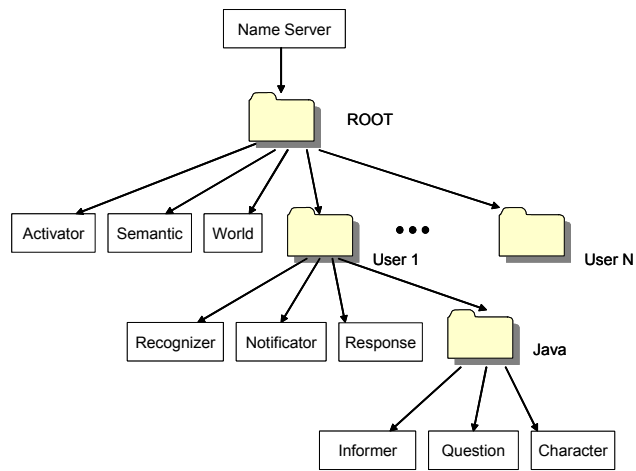 Name Server
ROOT
Activator
Semantic
World
User 1
User N
Recognizer
Notificator
Response
Java
Informer
Question
Character